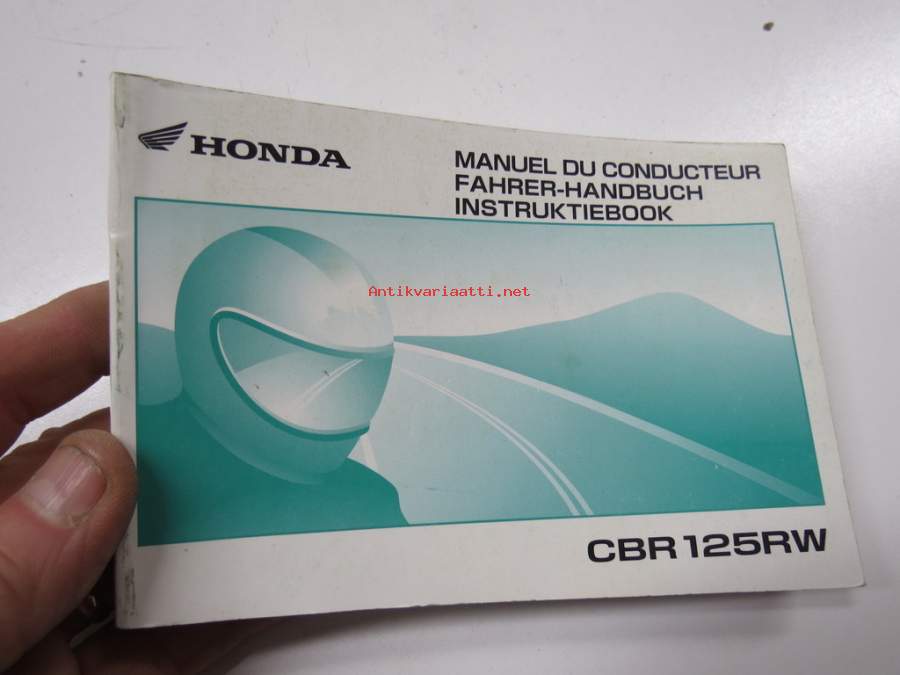 HONDA
MANUEL DU CONDUCTEUR
FAHRER-HANDBUCH
INSTRUKTIEBOOK
Antikvariaatti.net
CBR125RW